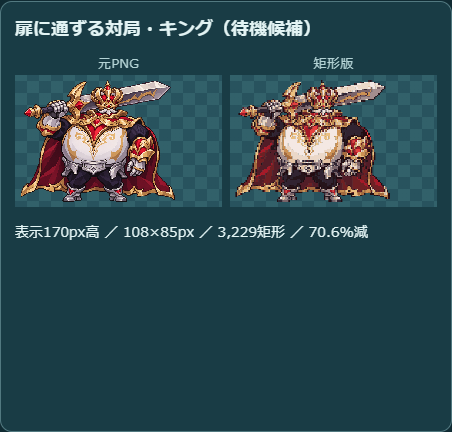 扉に通ずる対局・キング（待機候補）
元PNG
矩形版
表示170px高 ／ 108×85px ／ 3,229矩形 ／ 70.6%減